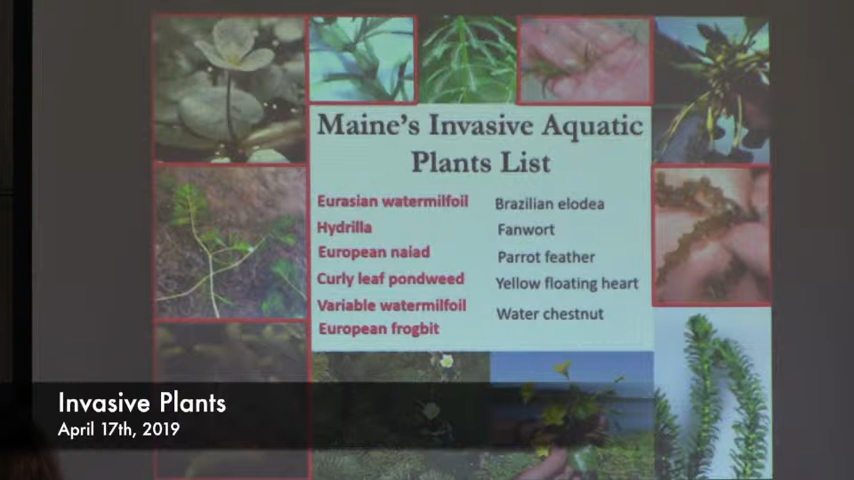 Maine's Invasive Aquatic
Plants List
Eurasian watermilfoil
Hydrilla
European naiad
Curly leaf pondweed
Variable watermilfoil
European frogbit
Brazilian elodea
Fanwort
Parrot feather
Yellow floating heart
Water chestnut
Invasive Plants
April 17th, 2019